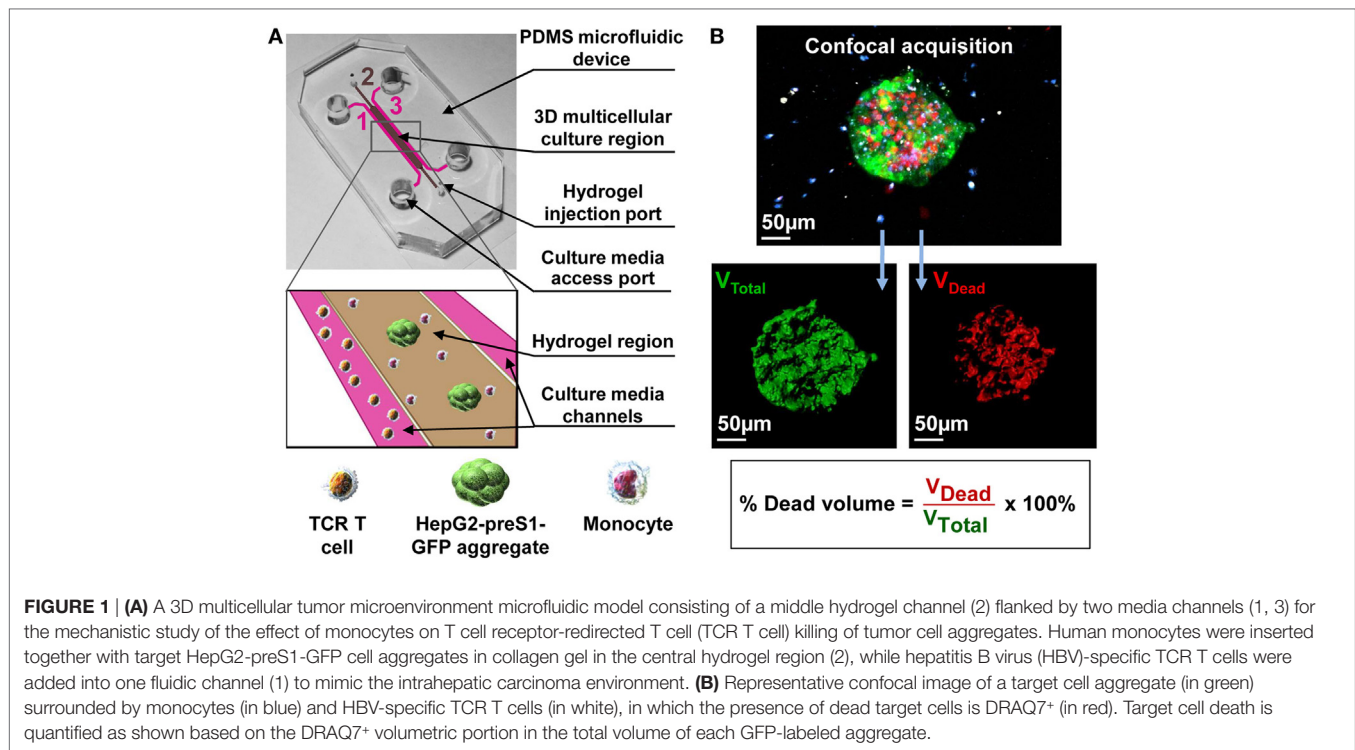 A
PDMS microfluidic
device
2
3
1
3D multicellular
culture region
Hydrogel
injection port
Culture media
access port
Hydrogel region
Culture media
channels
TCR T
cell
HepG2-preS1-
GFP aggregate
Monocyte
B
Confocal acquisition
50µm
VTotal
50µm
VDead
50µm
% Dead volume = VDead / VTotal x 100%
FIGURE 1 | (A) A 3D multicellular tumor microenvironment microfluidic model consisting of a middle hydrogel channel (2) flanked by two media channels (1, 3) for
the mechanistic study of the effect of monocytes on T cell receptor-redirected T cell (TCR T cell) killing of tumor cell aggregates. Human monocytes were inserted
together with target HepG2-preS1-GFP cell aggregates in collagen gel in the central hydrogel region (2), while hepatitis B virus (HBV)-specific TCR T cells were
added into one fluidic channel (1) to mimic the intrahepatic carcinoma environment. (B) Representative confocal image of a target cell aggregate (in green)
surrounded by monocytes (in blue) and HBV-specific TCR T cells (in white), in which the presence of dead target cells is DRAQ7⁺ (in red). Target cell death is
quantified as shown based on the DRAQ7⁺ volumetric portion in the total volume of each GFP-labeled aggregate.